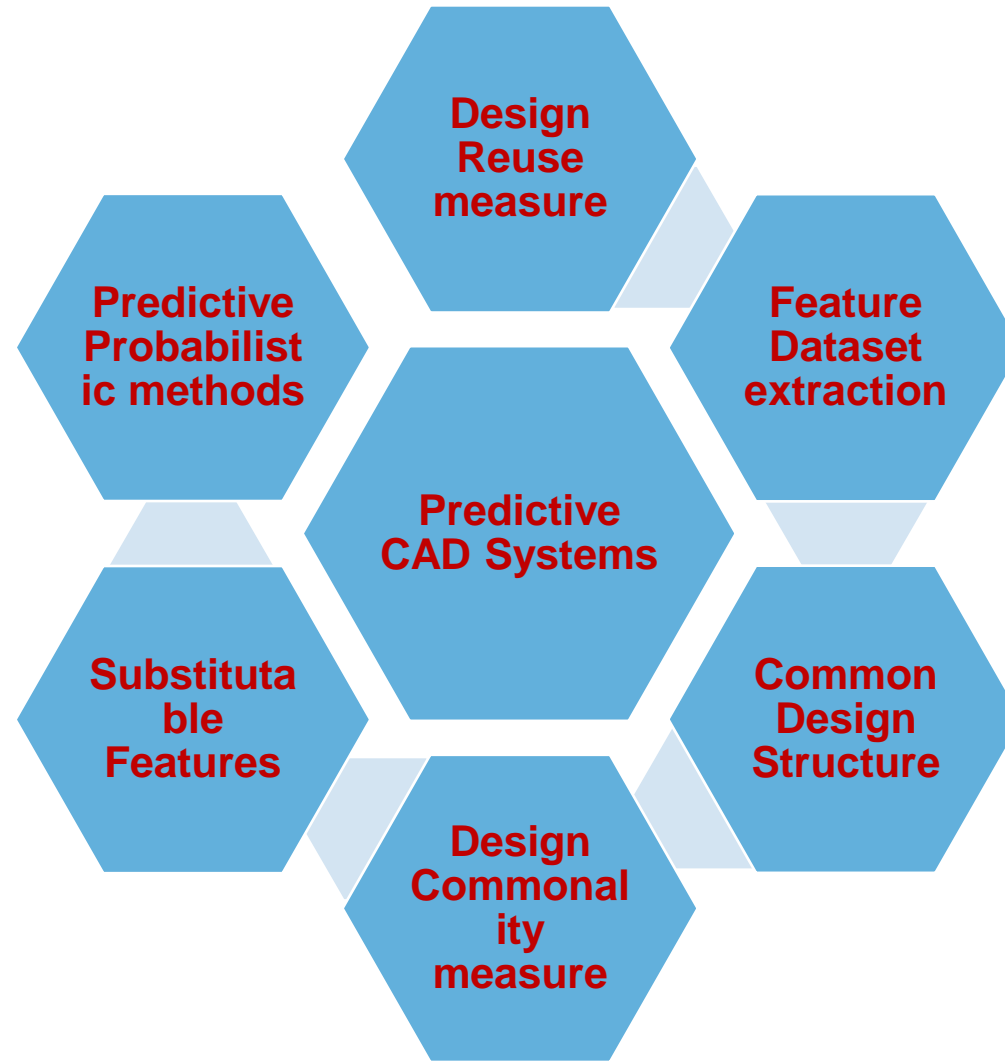 Design
Reuse
measure
Predictive
Probabilist
ic methods
Feature
Dataset
extraction
Predictive
CAD Systems
Substituta
ble
Features
Common
Design
Structure
Design
Commonal
ity
measure